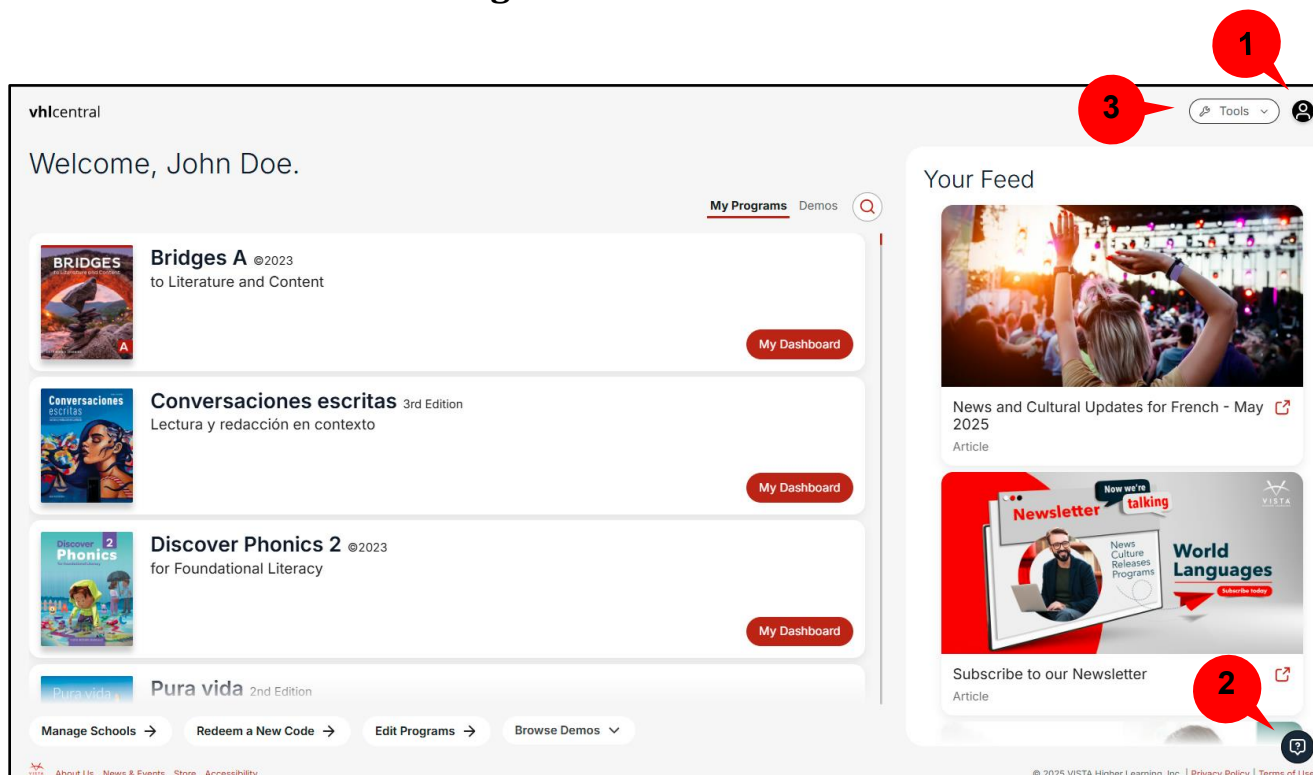 g
1
3
vhlcentral
Tools
Welcome, John Doe.
My Programs Demos
BRIDGES
to Literature and Content
A
Bridges A ©2023
to Literature and Content
My Dashboard
Conversaciones
escritas
Conversaciones escritas 3rd Edition
Lectura y redacción en contexto
My Dashboard
Discover 2
Phonics
Discover Phonics 2 ©2023
for Foundational Literacy
My Dashboard
Pura vida
Pura vida 2nd Edition
Manage Schools
Redeem a New Code
Edit Programs
Browse Demos
Your Feed
News and Cultural Updates for French - May
2025
Article
Now we're
talking
Newsletter
VISTA
News
Culture
Releases
Programs
World
Languages
Subscribe today
Subscribe to our Newsletter
Article
2
VISTA About Us News & Events Store Accessibility
© 2025 VISTA Higher Learning, Inc. | Privacy Policy | Terms of Use